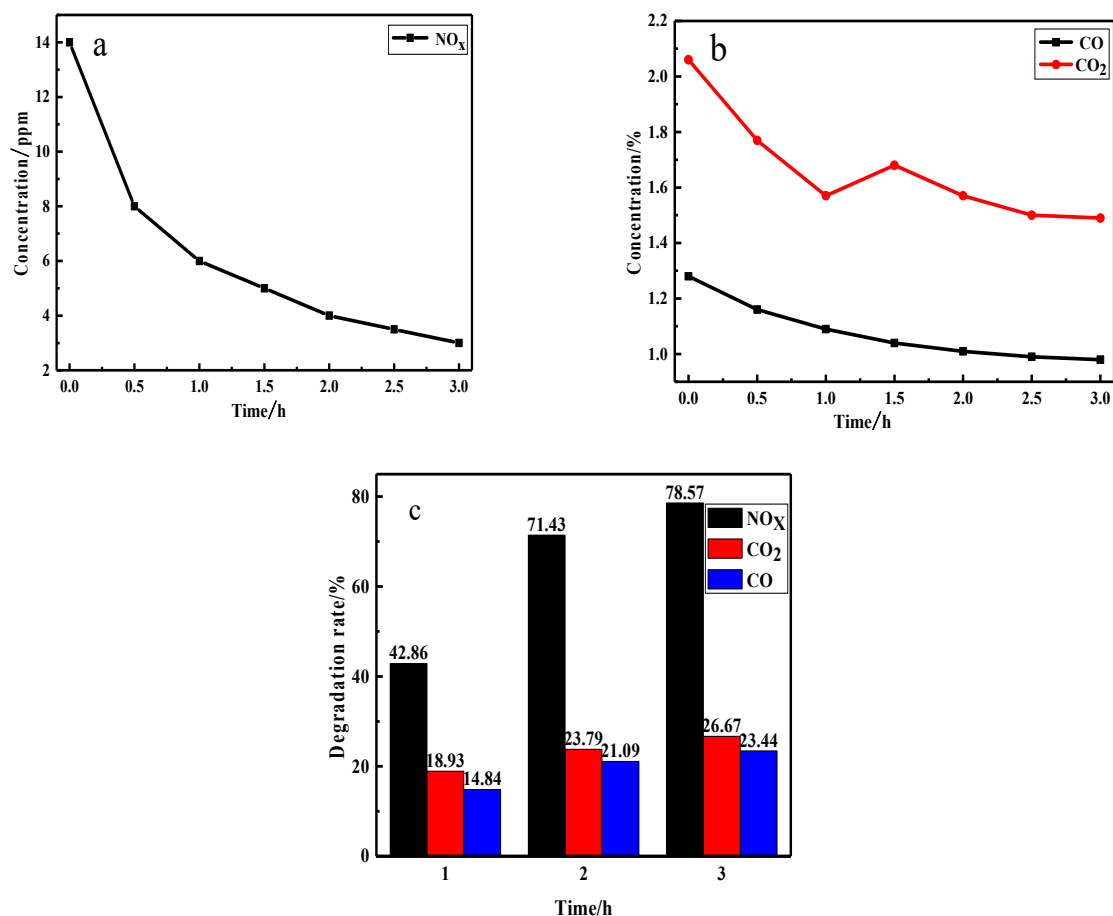 a
NOx
Concentration/ppm
14
12
10
8
6
4
2
0.0 0.5 1.0 1.5 2.0 2.5 3.0
Time/h
b
CO
CO2
Concentration/%
2.2
2.0
1.8
1.6
1.4
1.2
1.0
0.0 0.5 1.0 1.5 2.0 2.5 3.0
Time/h
c
NOX
CO2
CO
Degradation rate/%
80
60
40
20
0
42.86
18.93
14.84
71.43
23.79
21.09
78.57
26.67
23.44
1 2 3
Time/h